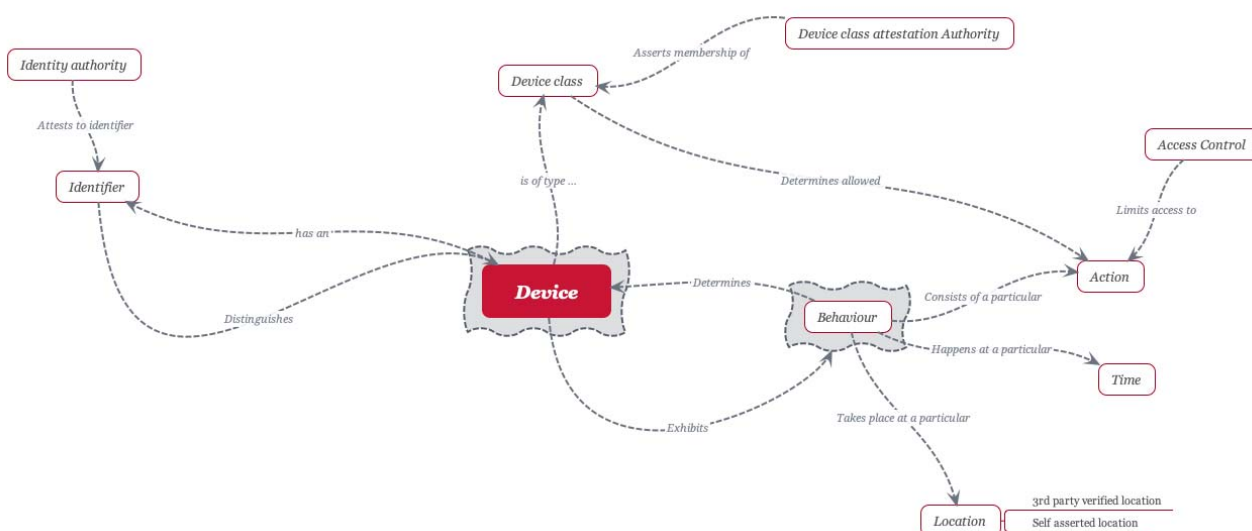 Device class attestation Authority
Identity authority
Asserts membership of
Device class
Attests to identifier
Access Control
Identifier
is of type ...
Determines allowed
Limits access to
has an
Action
Device
Determines
Consists of a particular
Behaviour
Distinguishes
Happens at a particular
Time
Takes place at a particular
Exhibits
3rd party verified location
Location
Self asserted location